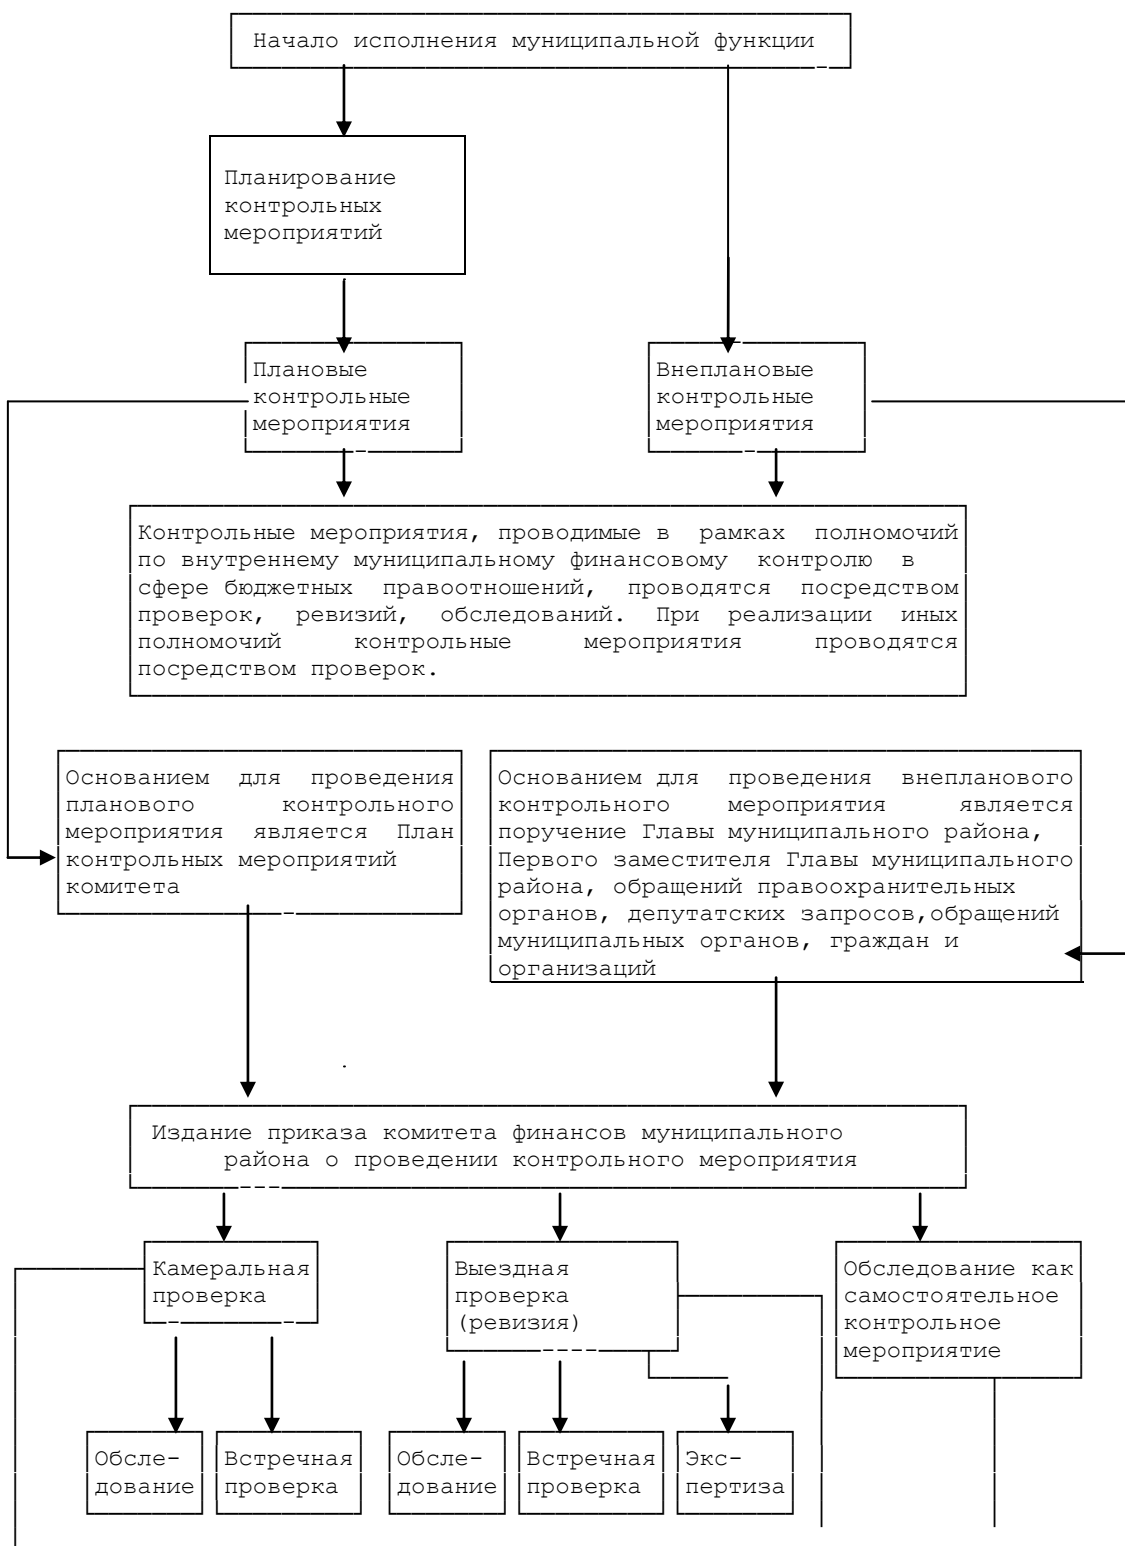 Начало исполнения муниципальной функции
Планирование
контрольных
мероприятий
Плановые
контрольные
мероприятия
Внеплановые
контрольные
мероприятия
Контрольные мероприятия, проводимые в рамках полномочий
по внутреннему муниципальному финансовому контролю в
сфере бюджетных правоотношений, проводятся посредством
проверок, ревизий, обследований. При реализации иных
полномочий контрольные мероприятия проводятся
посредством проверок.
Основанием для проведения
планового контрольного
мероприятия является План
контрольных мероприятий
комитета
Основанием для проведения внепланового
контрольного мероприятия является
поручение Главы муниципального района,
Первого заместителя Главы муниципального
района, обращений правоохранительных
органов, депутатских запросов,обращений
муниципальных органов, граждан и
организаций
Издание приказа комитета финансов муниципального
района о проведении контрольного мероприятия
Камеральная
проверка
Выездная
проверка
(ревизия)
Обследование как
самостоятельное
контрольное
мероприятие
Обсле-
дование
Встречная
проверка
Обсле-
дование
Встречная
проверка
Экс-
пертиза